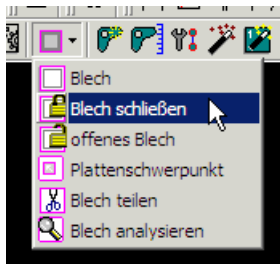 Blech
Blech schließen
offenes Blech
Plattenschwerpunkt
Blech teilen
Blech analysieren